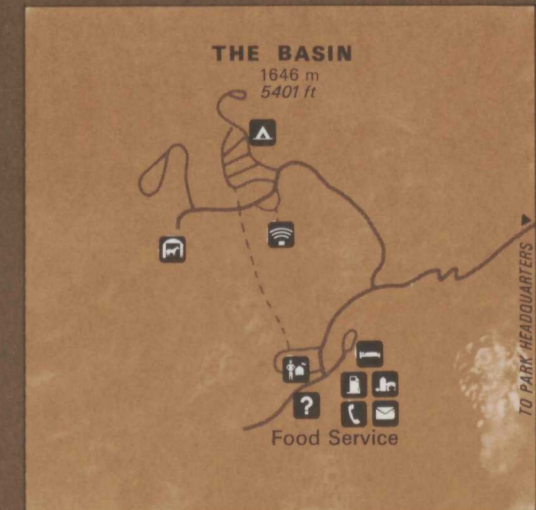 THE BASIN
1646 m
5401 ft
TO PARK HEADQUARTERS
?
Food Service